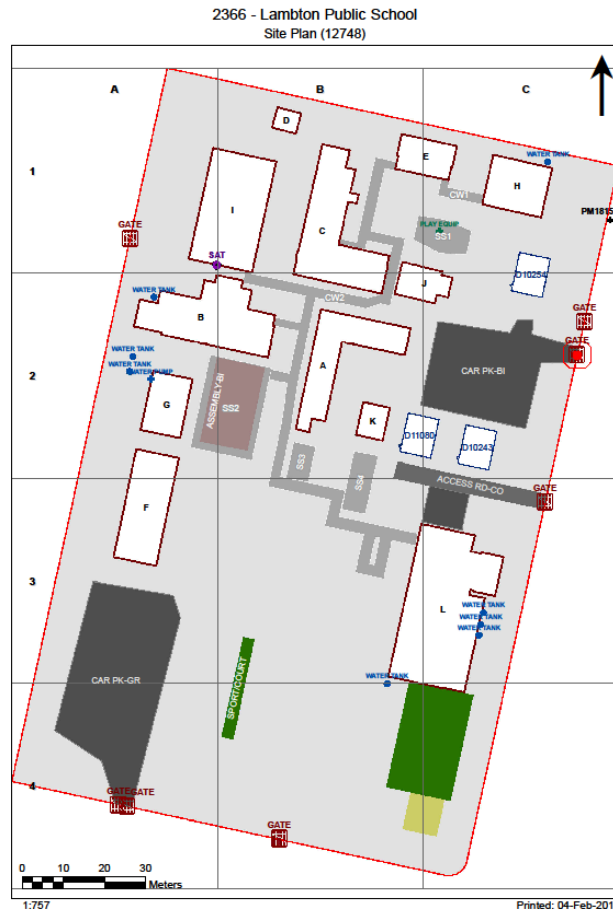 2366 - Lambton Public School
Site Plan (12748)
A
B
C
D
1
E
WATER TANK
H
I
CW1
PM1815
C
PLAY EQUIP
SS1
GATE
SAT
D10254
J
WATER TANK
CW2
B
GATE
GATE
WATER TANK
WATER TANK
WATER PUMP
2
A
CAR PK-BI
ASSEMBLY-BI
SS2
G
K
D11080
D10243
SS3
SS4
ACCESS RD-CO
GATE
F
3
L
WATER TANK
WATER TANK
WATER TANK
CAR PK-GR
SPORT/COURT
WATER TANK
4
GATE
GATE
GATE
0 10 20 30
Meters
1:757
Printed: 04-Feb-201